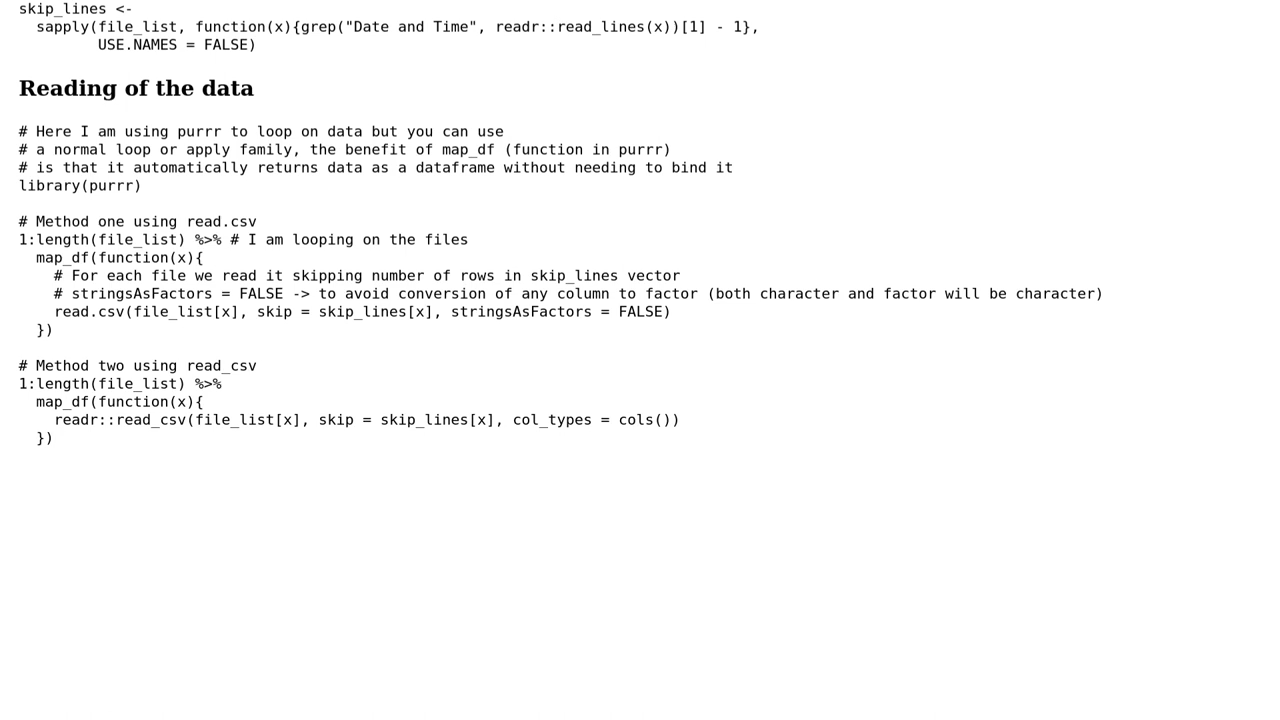 skip_lines <-
  sapply(file_list, function(x){grep("Date and Time", readr::read_lines(x))[1] - 1},
         USE.NAMES = FALSE)
Reading of the data
# Here I am using purrr to loop on data but you can use
# a normal loop or apply family, the benefit of map_df (function in purrr)
# is that it automatically returns data as a dataframe without needing to bind it
library(purrr)
# Method one using read.csv
1:length(file_list) %>% # I am looping on the files
  map_df(function(x){
    # For each file we read it skipping number of rows in skip_lines vector
    # stringsAsFactors = FALSE -> to avoid conversion of any column to factor (both character and factor will be character)
    read.csv(file_list[x], skip = skip_lines[x], stringsAsFactors = FALSE)
  })
# Method two using read_csv
1:length(file_list) %>%
  map_df(function(x){
    readr::read_csv(file_list[x], skip = skip_lines[x], col_types = cols())
  })